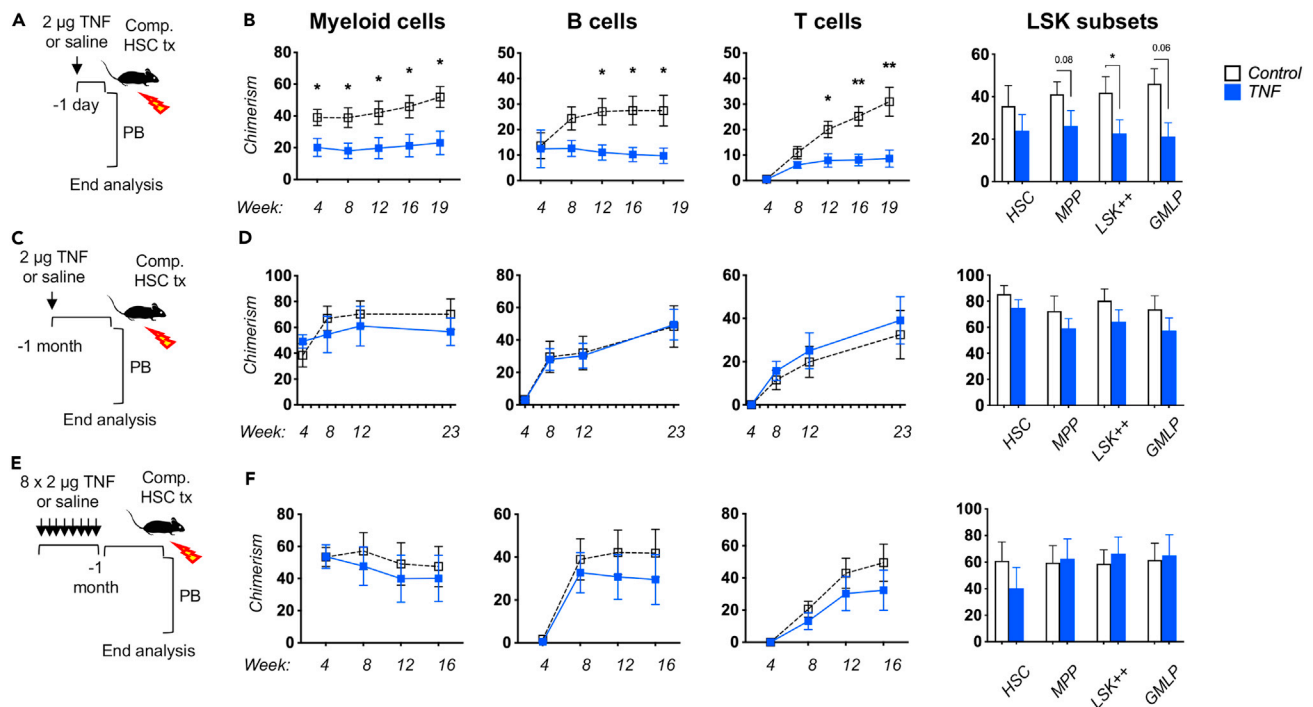 A
2 µg TNF
or saline
Comp.
HSC tx
-1 day
PB
End analysis
B
Myeloid cells
B cells
T cells
LSK subsets
Chimerism
80
60
40
20
0
Week: 4 8 12 16 19
50
40
30
20
10
0
4 8 12 16 19
50
40
30
20
10
0
4 8 12 16 19
60
40
20
0
HSC MPP LSK++ GMLP
* * * * *
* * *
* ** **
0.08 * 0.06
Control
TNF
C
2 µg TNF
or saline
Comp.
HSC tx
-1 month
PB
End analysis
D
Chimerism
100
80
60
40
20
0
Week: 4 8 12 23
80
60
40
20
0
4 8 12 23
60
40
20
0
4 8 12 23
100
80
60
40
20
0
HSC MPP LSK++ GMLP
E
8 x 2 µg TNF
or saline
Comp.
HSC tx
-1
month
PB
End analysis
F
Chimerism
100
80
60
40
20
0
Week: 4 8 12 16
60
40
20
0
4 8 12 16
80
60
40
20
0
4 8 12 16
100
80
60
40
20
0
HSC MPP LSK++ GMLP